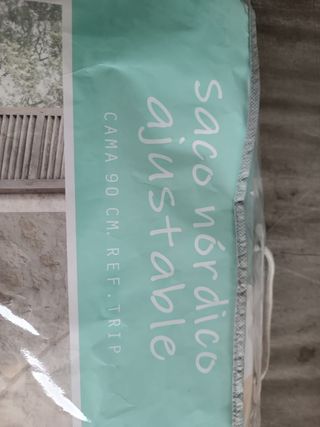 saco nórdico
ajustable
CAMA 90 CM. REF. TRIP